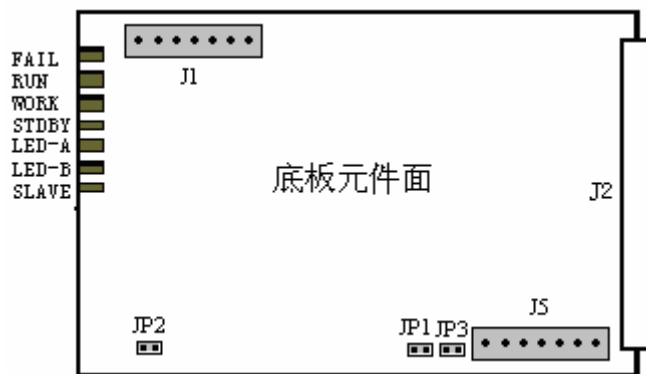 FAIL
RUN
WORK
STDBY
LED-A
LED-B
SLAVE
J1
底板元件面
J2
JP2
JP1
JP3
J5